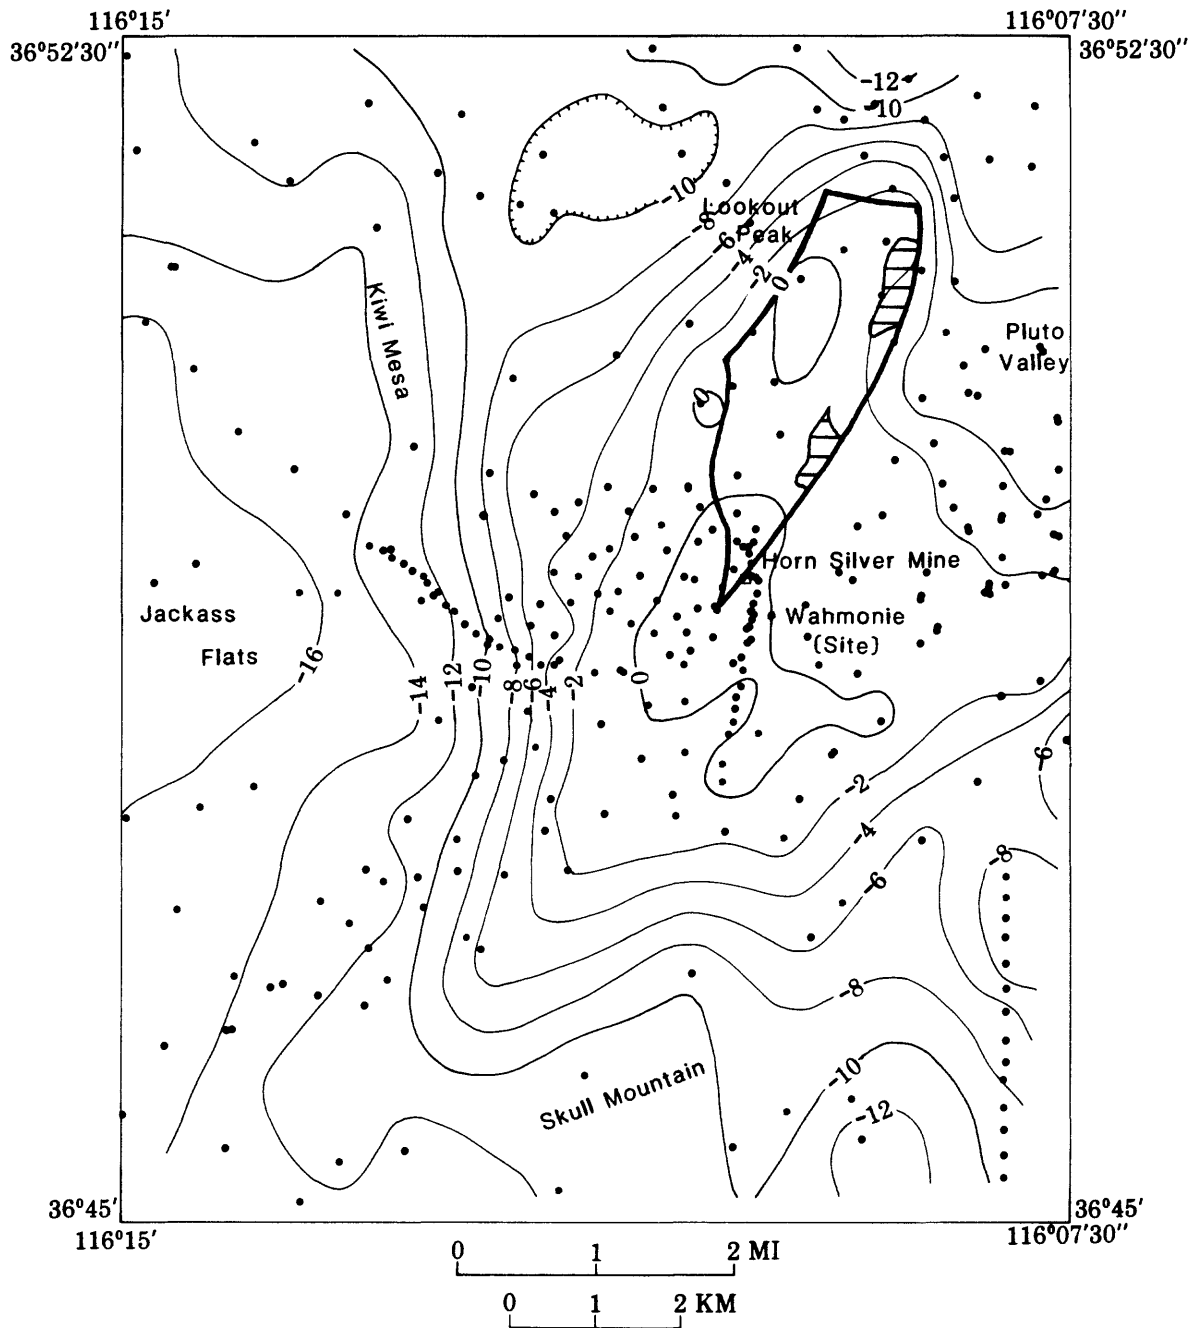 116°15'
116°07'30"
36°52'30"
36°52'30"
-12
-10
-10
Lookout
Peak
-8
-6
-4
-2
0
Kiwi Mesa
Pluto
Valley
0
Horn Silver Mine
Jackass
Flats
Wahmonie
(Site)
-16
-14
-12
-10
-8
-6
-4
-2
0
-6
-2
-4
-6
-8
-8
-10
-12
Skull Mountain
36°45'
36°45'
116°15'
116°07'30"
0 1 2 MI
0 1 2 KM